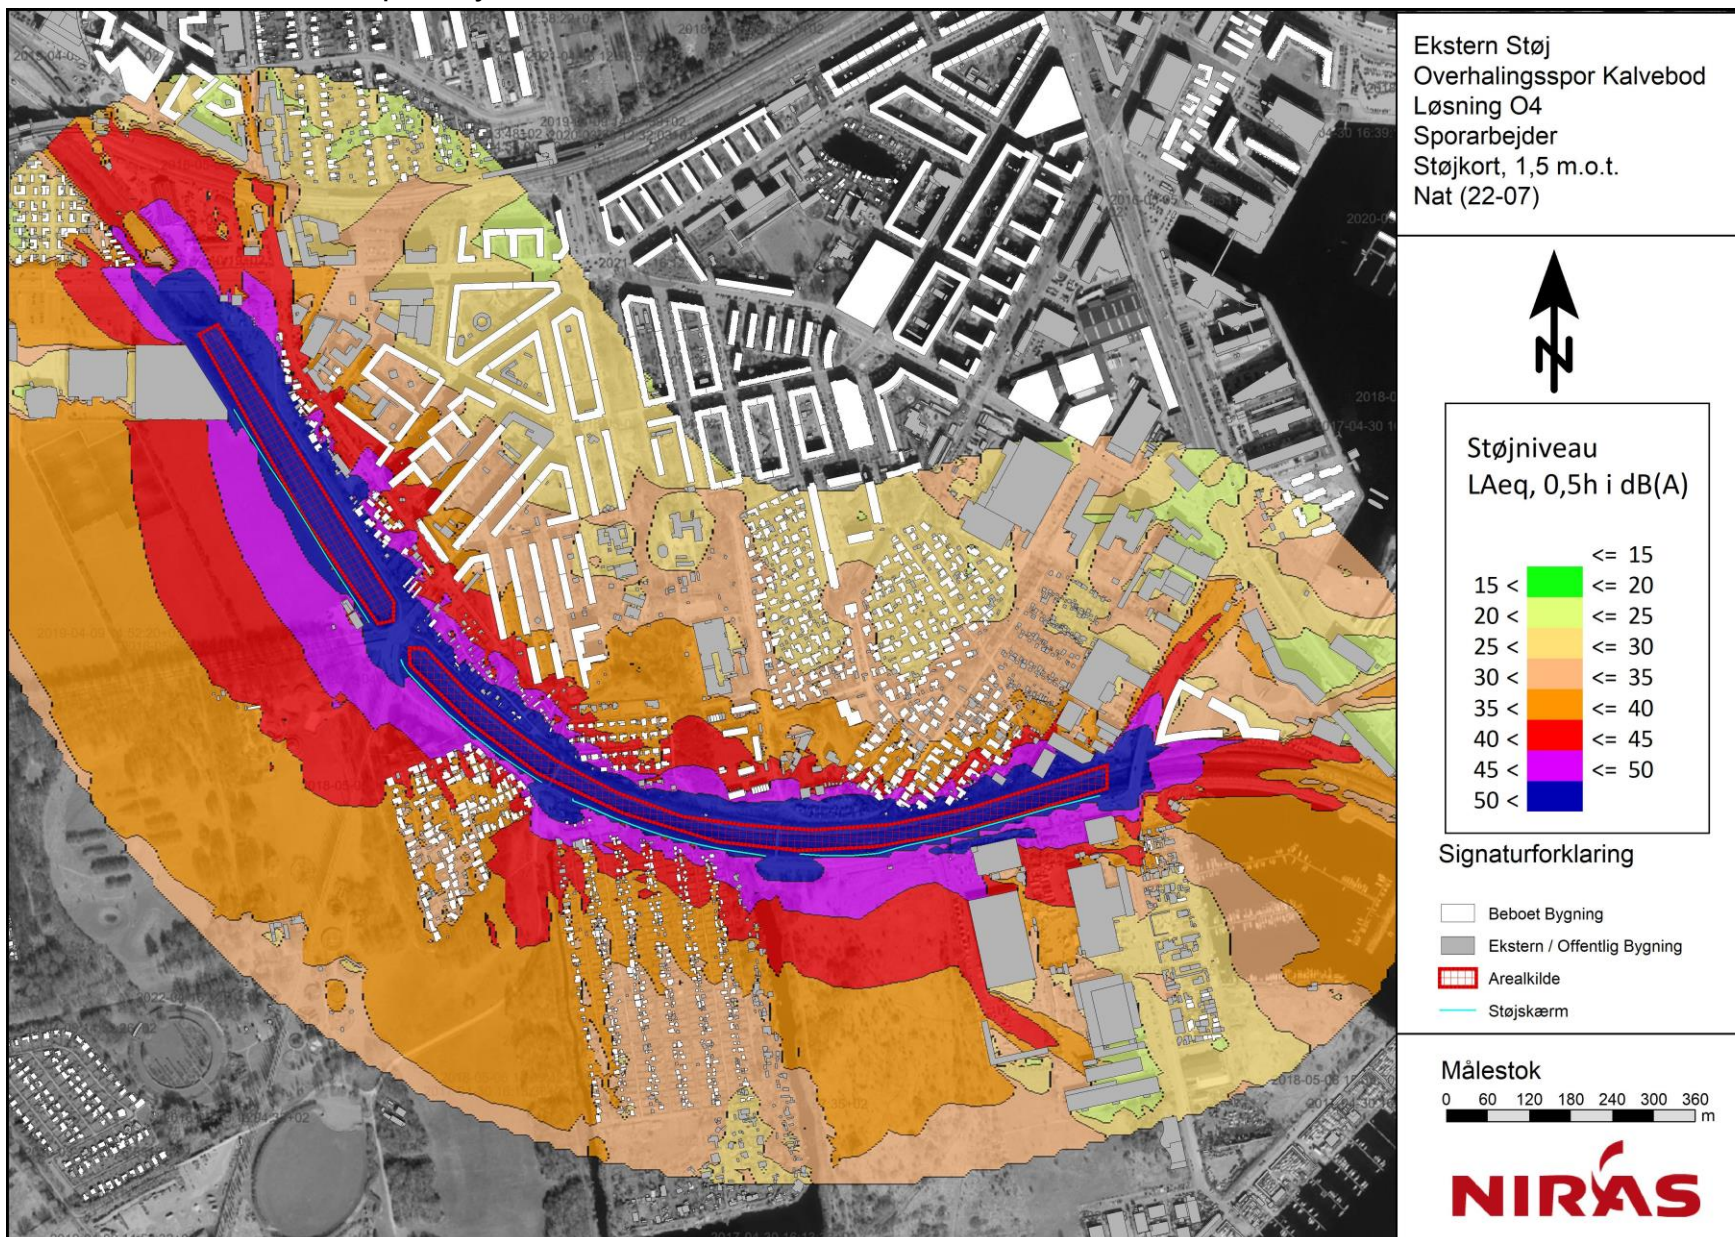 Ekstern Støj
Overhalingsspor Kalvebod
Løsning O4
Sporarbejder
Støjkort, 1,5 m.o.t.
Nat (22-07)
N
Støjniveau
LAeq, 0,5h i dB(A)
<= 15
15 < <= 20
20 < <= 25
25 < <= 30
30 < <= 35
35 < <= 40
40 < <= 45
45 < <= 50
50 <
Signaturforklaring
Beboet Bygning
Ekstern / Offentlig Bygning
Arealkilde
Støjskærm
Målestok
0 60 120 180 240 300 360
m
NIRAS